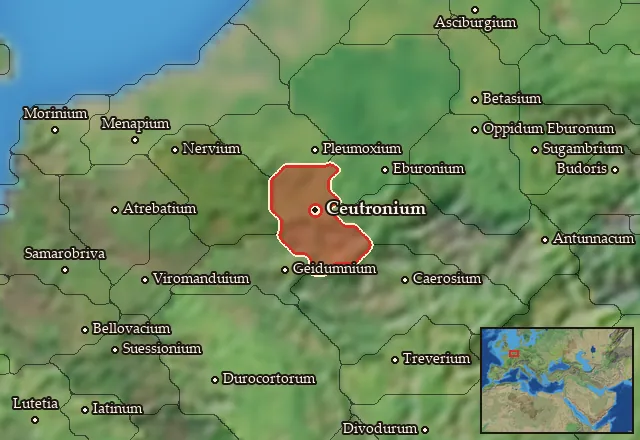 Asciburgium
Betasium
Morinium
Menapium
Oppidum Eburonum
Nervium
Pleumoxium
Sugambrium
Eburonium
Budoris
Atrebatium
Ceutronium
Antunnacum
Samarobriva
Viromanduium
Geidumnium
Caerosium
Bellovacium
Suessionium
Treverium
Durocortorum
Lutetia
Iatinum
Divodurum